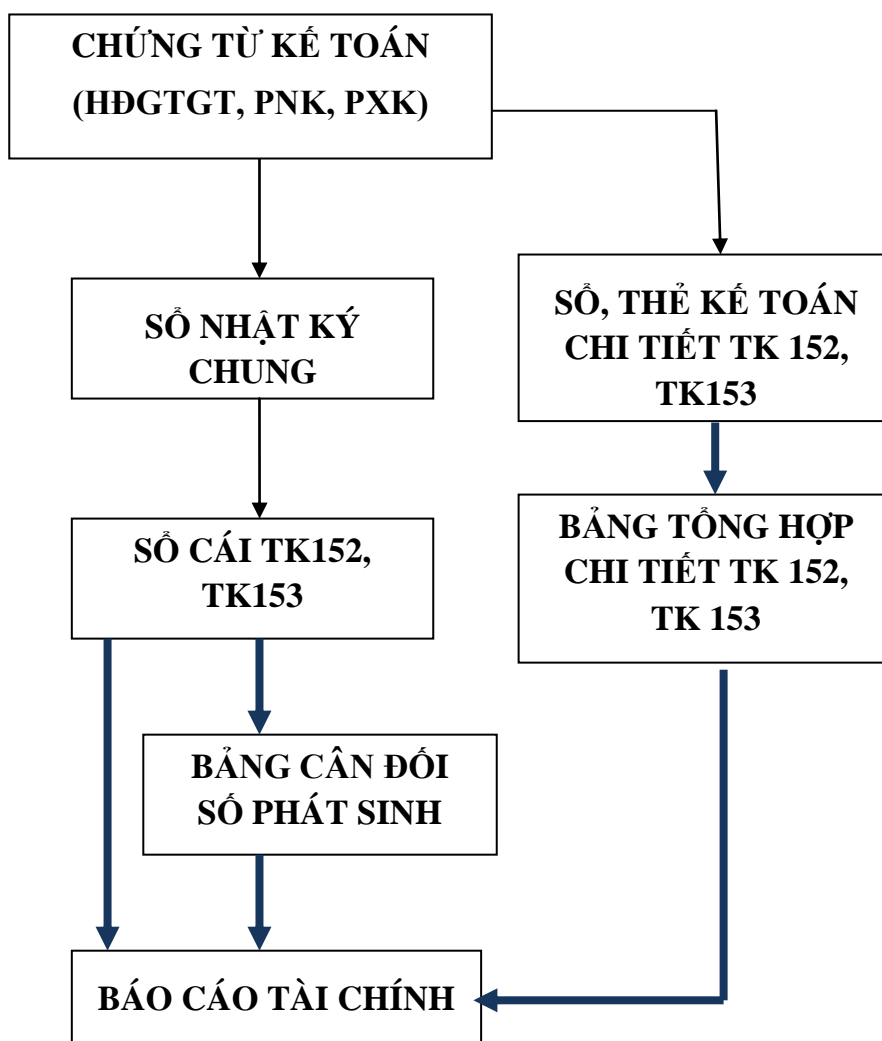 CHỨNG TỪ KẾ TOÁN
(HĐGTGT, PNK, PXK)
SỔ NHẬT KÝ
CHUNG
SỔ, THẺ KẾ TOÁN
CHI TIẾT TK 152,
TK153
SỔ CÁI TK152,
TK153
BẢNG TỔNG HỢP
CHI TIẾT TK 152,
TK 153
BẢNG CÂN ĐỐI
SỐ PHÁT SINH
BÁO CÁO TÀI CHÍNH